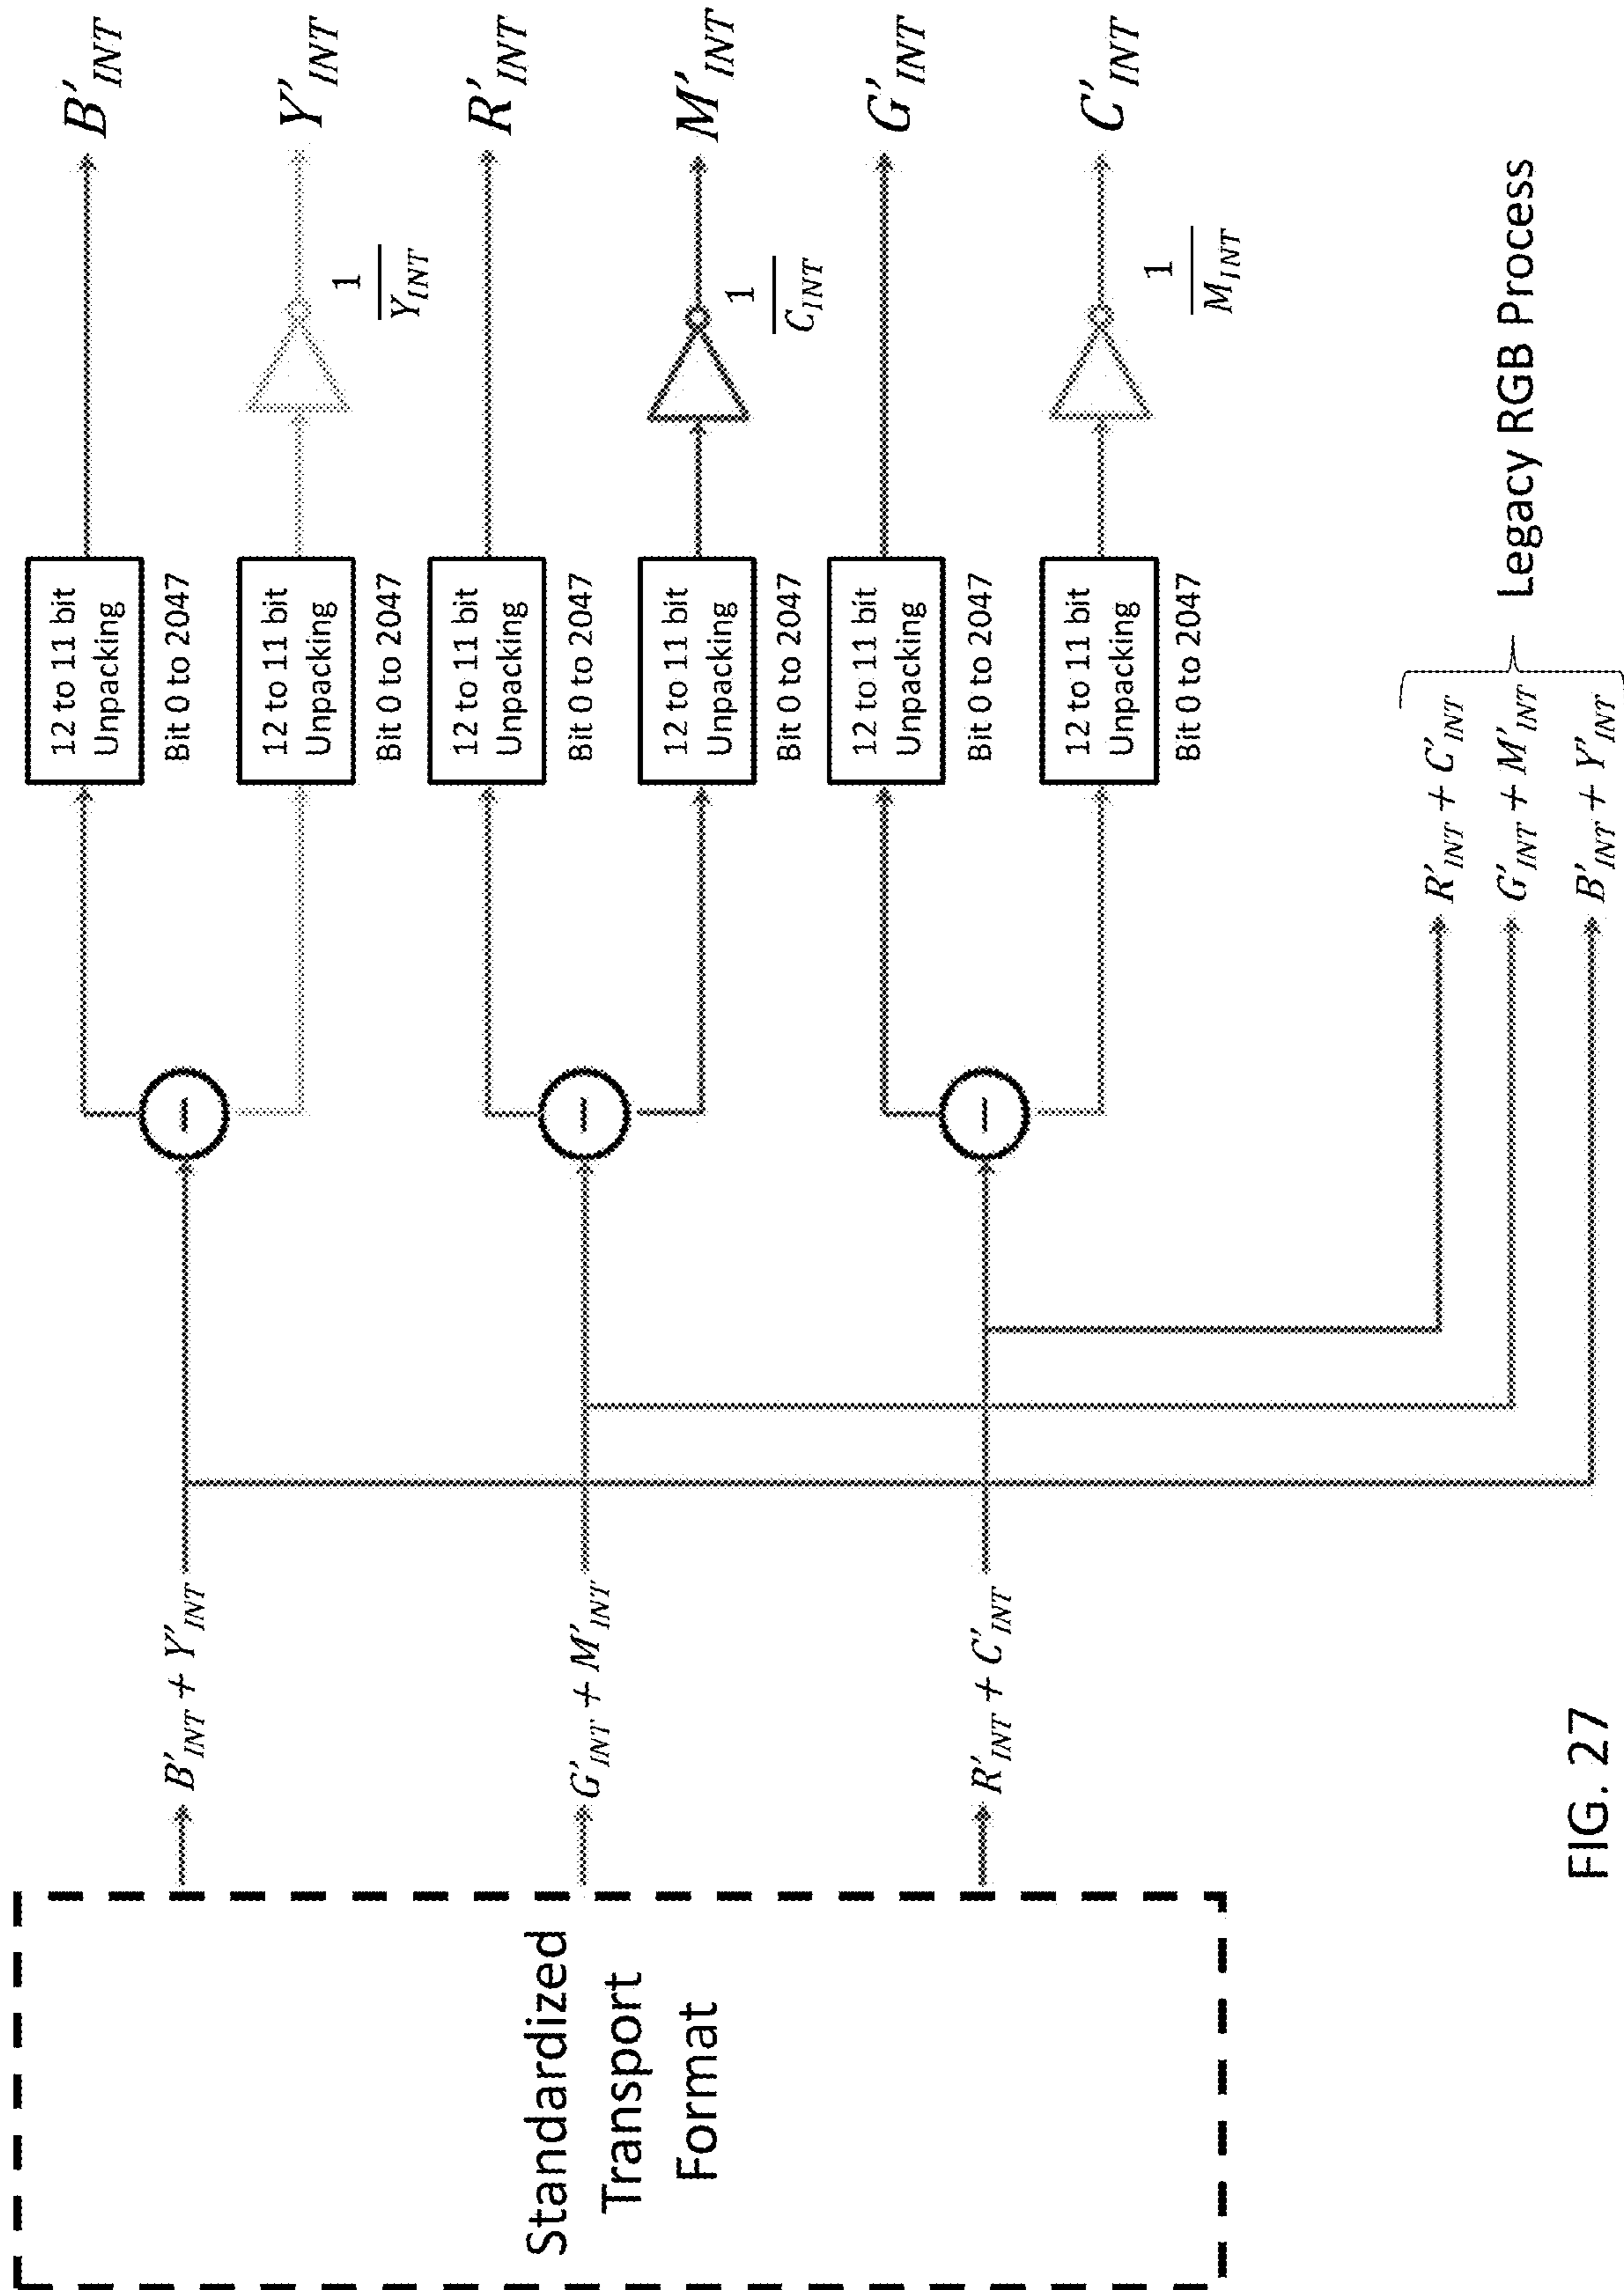 Standardized
Transport
Format
B'INT + Y'INT
G'INT + M'INT
R'INT + C'INT
−
−
−
12 to 11 bit
Unpacking
Bit 0 to 2047
B'INT
12 to 11 bit
Unpacking
Bit 0 to 2047
1
YINT
Y'INT
12 to 11 bit
Unpacking
Bit 0 to 2047
R'INT
12 to 11 bit
Unpacking
Bit 0 to 2047
1
CINT
M'INT
12 to 11 bit
Unpacking
Bit 0 to 2047
G'INT
12 to 11 bit
Unpacking
Bit 0 to 2047
1
MINT
C'INT
R'INT + C'INT
G'INT + M'INT
B'INT + Y'INT
Legacy RGB Process
FIG. 27